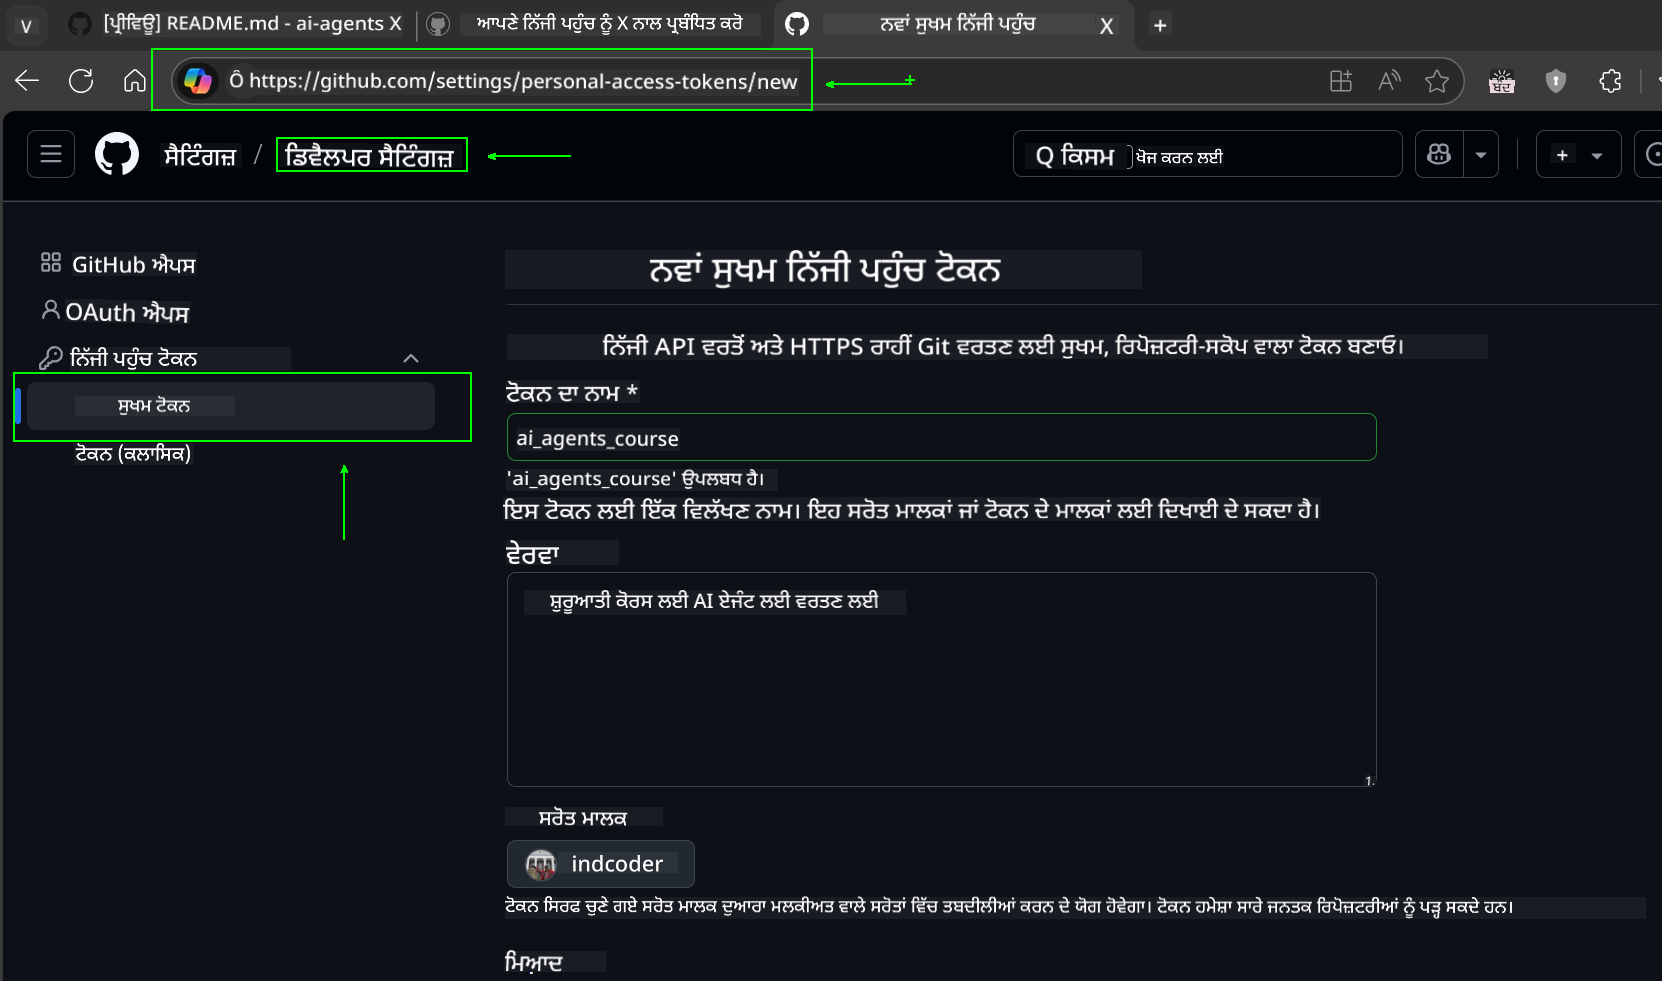 [ਪ੍ਰੀਵਿਊ] README.md - ai-agents X
ਆਪਣੇ ਨਿੱਜੀ ਪਹੁੰਚ ਨੂੰ X ਨਾਲ ਪ੍ਰਬੰਧਿਤ ਕਰੋ
ਨਵਾਂ ਸੁਖਮ ਨਿੱਜੀ ਪਹੁੰਚ X +
Ô https://github.com/settings/personal-access-tokens/new
ਬੰਦ
ਸੈਟਿੰਗਜ਼ / ਡਿਵੈਲਪਰ ਸੈਟਿੰਗਜ਼
Q ਕਿਸਮ ਖੋਜ ਕਰਨ ਲਈ
GitHub ਐਪਸ
OAuth ਐਪਸ
ਨਿੱਜੀ ਪਹੁੰਚ ਟੋਕਨ
ਸੁਖਮ ਟੋਕਨ
ਟੋਕਨ (ਕਲਾਸਿਕ)
ਨਵਾਂ ਸੁਖਮ ਨਿੱਜੀ ਪਹੁੰਚ ਟੋਕਨ
ਨਿੱਜੀ API ਵਰਤੋਂ ਅਤੇ HTTPS ਰਾਹੀਂ Git ਵਰਤਣ ਲਈ ਸੁਖਮ, ਰਿਪੋਜ਼ਟਰੀ-ਸਕੋਪ ਵਾਲਾ ਟੋਕਨ ਬਣਾਓ।
ਟੋਕਨ ਦਾ ਨਾਮ *
ai_agents_course
'ai_agents_course' ਉਪਲਬਧ ਹੈ।
ਇਸ ਟੋਕਨ ਲਈ ਇੱਕ ਵਿਲੱਖਣ ਨਾਮ। ਇਹ ਸਰੋਤ ਮਾਲਕਾਂ ਜਾਂ ਟੋਕਨ ਦੇ ਮਾਲਕਾਂ ਲਈ ਦਿਖਾਈ ਦੇ ਸਕਦਾ ਹੈ।
ਵੇਰਵਾ
ਸ਼ੁਰੂਆਤੀ ਕੋਰਸ ਲਈ AI ਏਜੰਟ ਲਈ ਵਰਤਣ ਲਈ
ਸਰੋਤ ਮਾਲਕ
indcoder
ਟੋਕਨ ਸਿਰਫ ਚੁਣੇ ਗਏ ਸਰੋਤ ਮਾਲਕ ਦੁਆਰਾ ਮਲਕੀਅਤ ਵਾਲੇ ਸਰੋਤਾਂ ਵਿੱਚ ਤਬਦੀਲੀਆਂ ਕਰਨ ਦੇ ਯੋਗ ਹੋਵੇਗਾ। ਟੋਕਨ ਹਮੇਸ਼ਾ ਸਾਰੇ ਜਨਤਕ ਰਿਪੋਜ਼ਟਰੀਆਂ ਨੂੰ ਪੜ੍ਹ ਸਕਦੇ ਹਨ।
ਮਿਆਦ